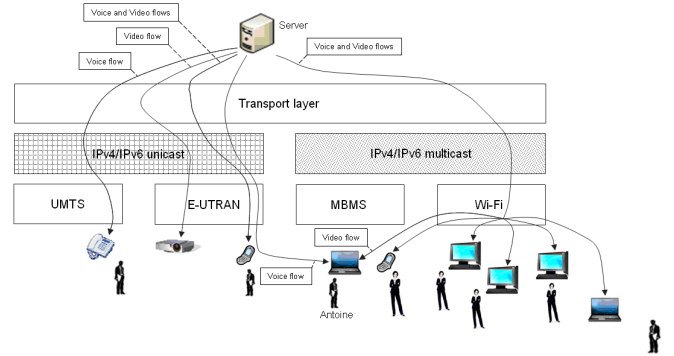 Voice and Video flows
Server
Video flow
Voice and Video flows
Voice flow
Transport layer
IPv4/IPv6 unicast
IPv4/IPv6 multicast
UMTS
E-UTRAN
MBMS
Wi-Fi
Video flow
Voice flow
Antoine